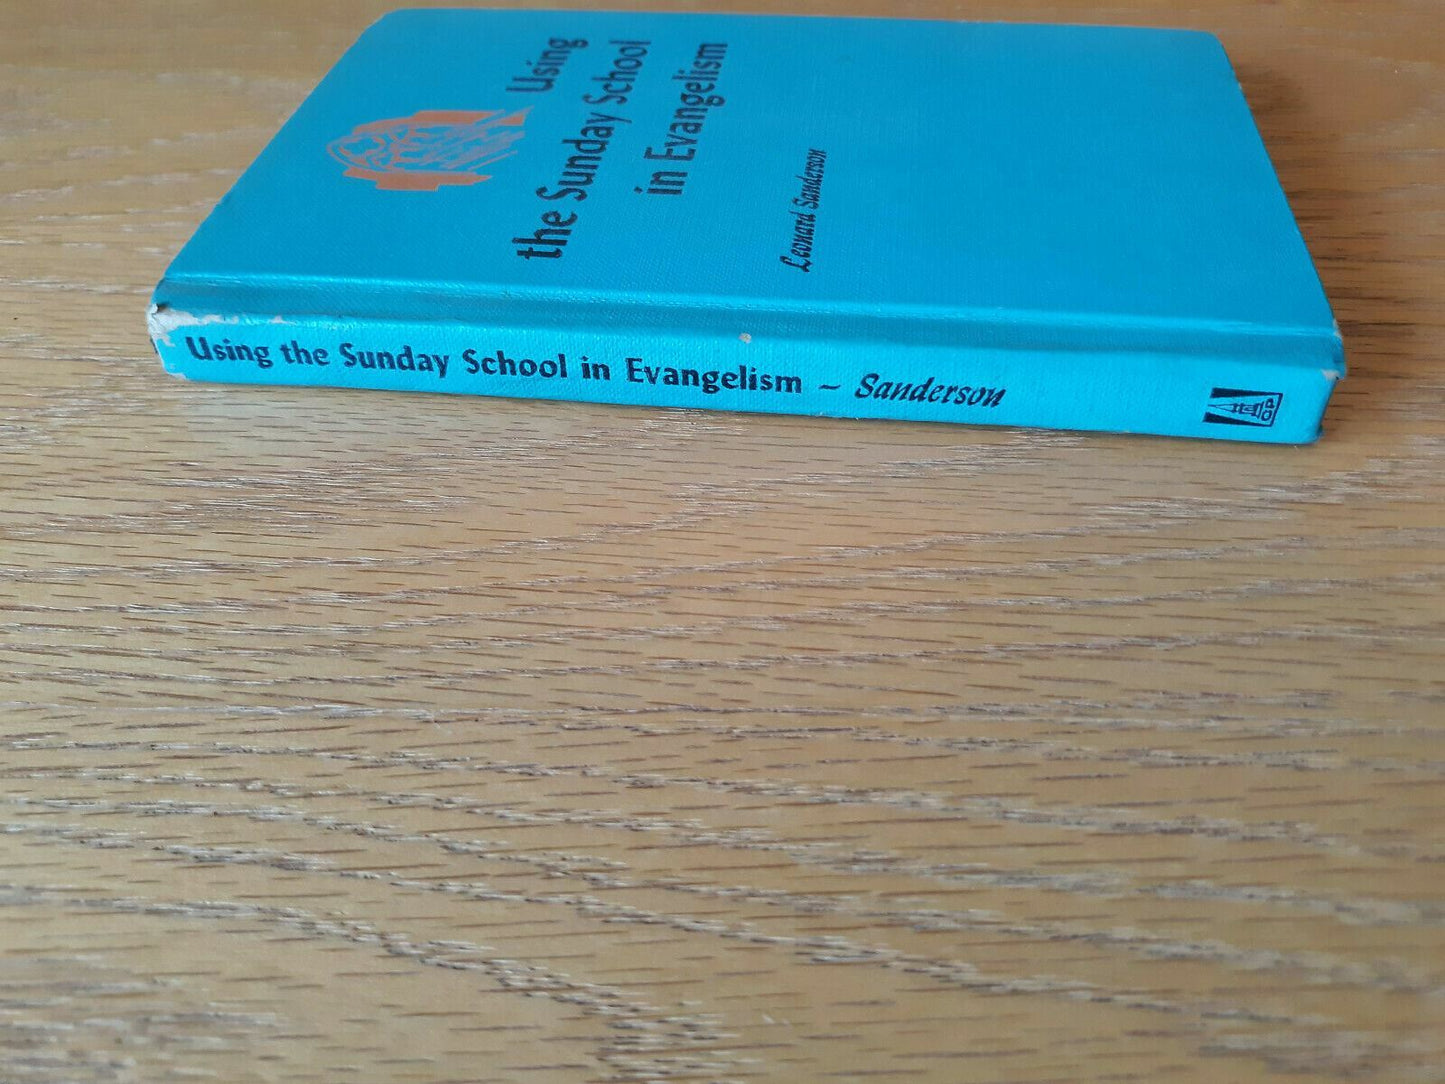 Using
the Sunday School
in Evangelism
Leonard Sanderson
Using the Sunday School in Evangelism – Sanderson